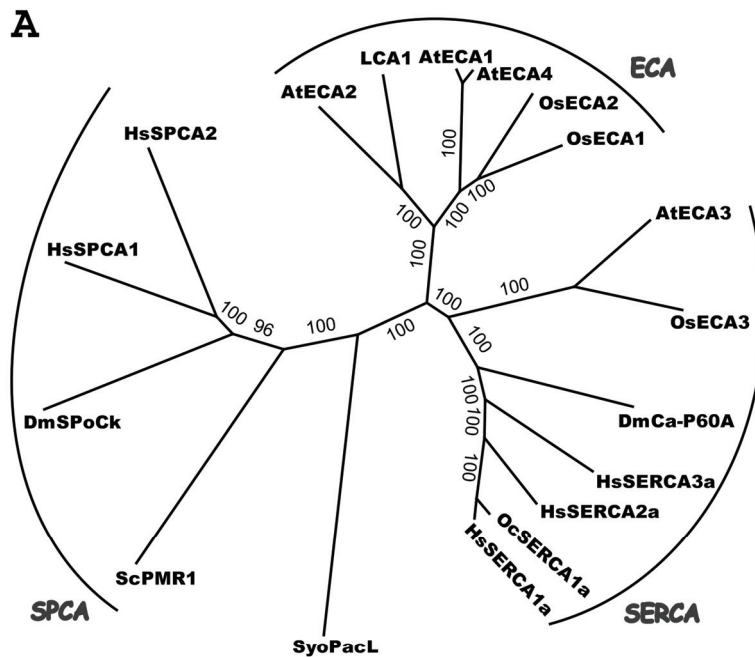 A
ECA
LCA1
AtECA1
AtECA4
AtECA2
OsECA2
OsECA1
HsSPCA2
100
100
100
100
100
AtECA3
HsSPCA1
100
100
OsECA3
100
96
100
100
100
DmSPoCk
DmCa-P60A
100
100
100
HsSERCA3a
HsSERCA2a
OcSERCA1a
HsSERCA1a
ScPMR1
SPCA
SERCA
SyoPacL